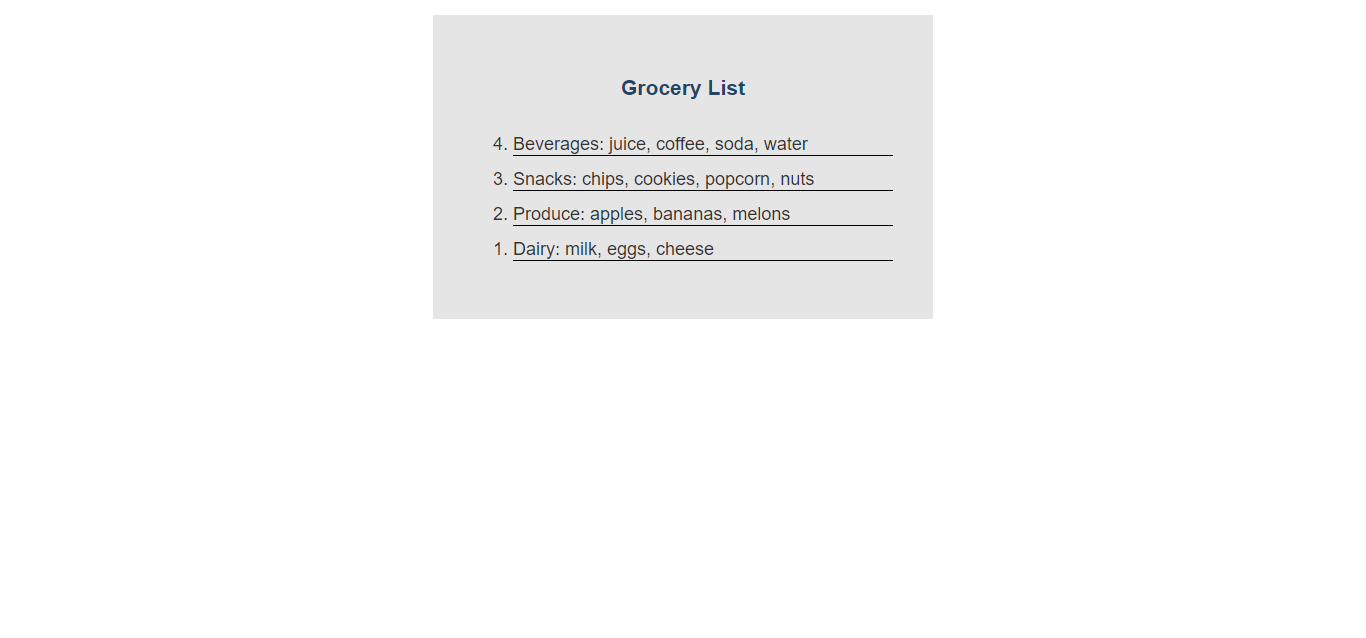 Grocery List
4. Beverages: juice, coffee, soda, water
3. Snacks: chips, cookies, popcorn, nuts
2. Produce: apples, bananas, melons
1. Dairy: milk, eggs, cheese